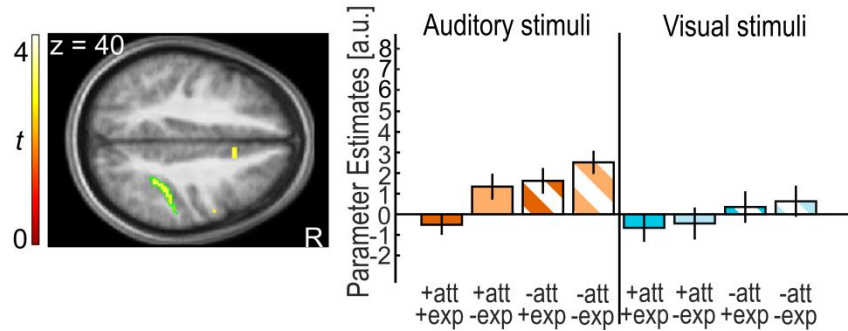 4
z = 40
t
0
R
Auditory stimuli
Visual stimuli
Parameter Estimates [a.u.]
8
7
6
5
4
3
2
1
0
-1
-2
+att +att -att -att
+exp -exp +exp -exp
+att +att -att -att
+exp -exp +exp -exp